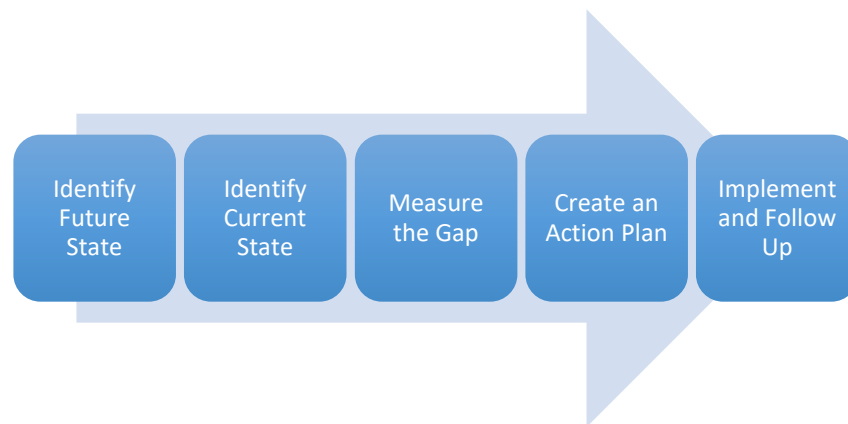 Identify
Future
State
Identify
Current
State
Measure
the Gap
Create an
Action Plan
Implement
and Follow
Up